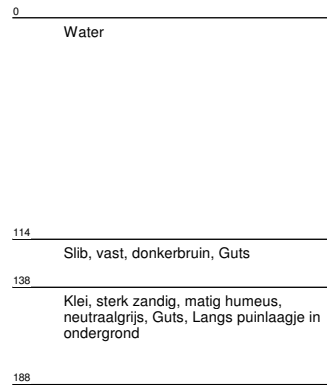 0
Water
114
Slib, vast, donkerbruin, Guts
138
Klei, sterk zandig, matig humeus,
neutraalgrijs, Guts, Langs puinlaagje in
ondergrond
188